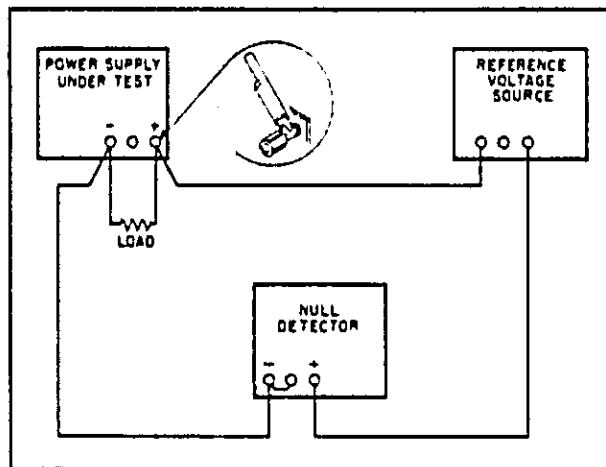 POWER SUPPLY
UNDER TEST
- +
REFERENCE
VOLTAGE
SOURCE
LOAD
NULL
DETECTOR
- +